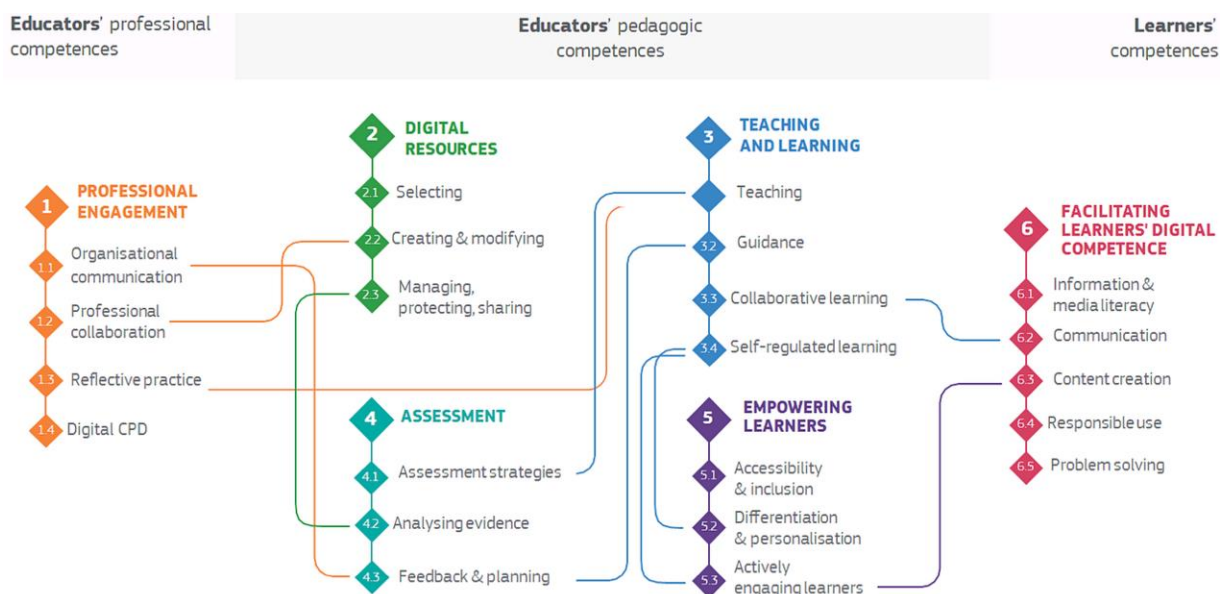 Educators' professional
competences
Educators' pedagogic
competences
Learners'
competences
1
PROFESSIONAL
ENGAGEMENT
1.1
Organisational
communication
1.2
Professional
collaboration
1.3
Reflective practice
1.4
Digital CPD
2
DIGITAL
RESOURCES
2.1
Selecting
2.2
Creating & modifying
2.3
Managing,
protecting, sharing
3
TEACHING
AND LEARNING
Teaching
3.2
Guidance
3.3
Collaborative learning
3.4
Self-regulated learning
4
ASSESSMENT
4.1
Assessment strategies
4.2
Analysing evidence
4.3
Feedback & planning
5
EMPOWERING
LEARNERS
5.1
Accessibility
& inclusion
5.2
Differentiation
& personalisation
5.3
Actively
engaging learners
6
FACILITATING
LEARNERS' DIGITAL
COMPETENCE
6.1
Information &
media literacy
6.2
Communication
6.3
Content creation
6.4
Responsible use
6.5
Problem solving